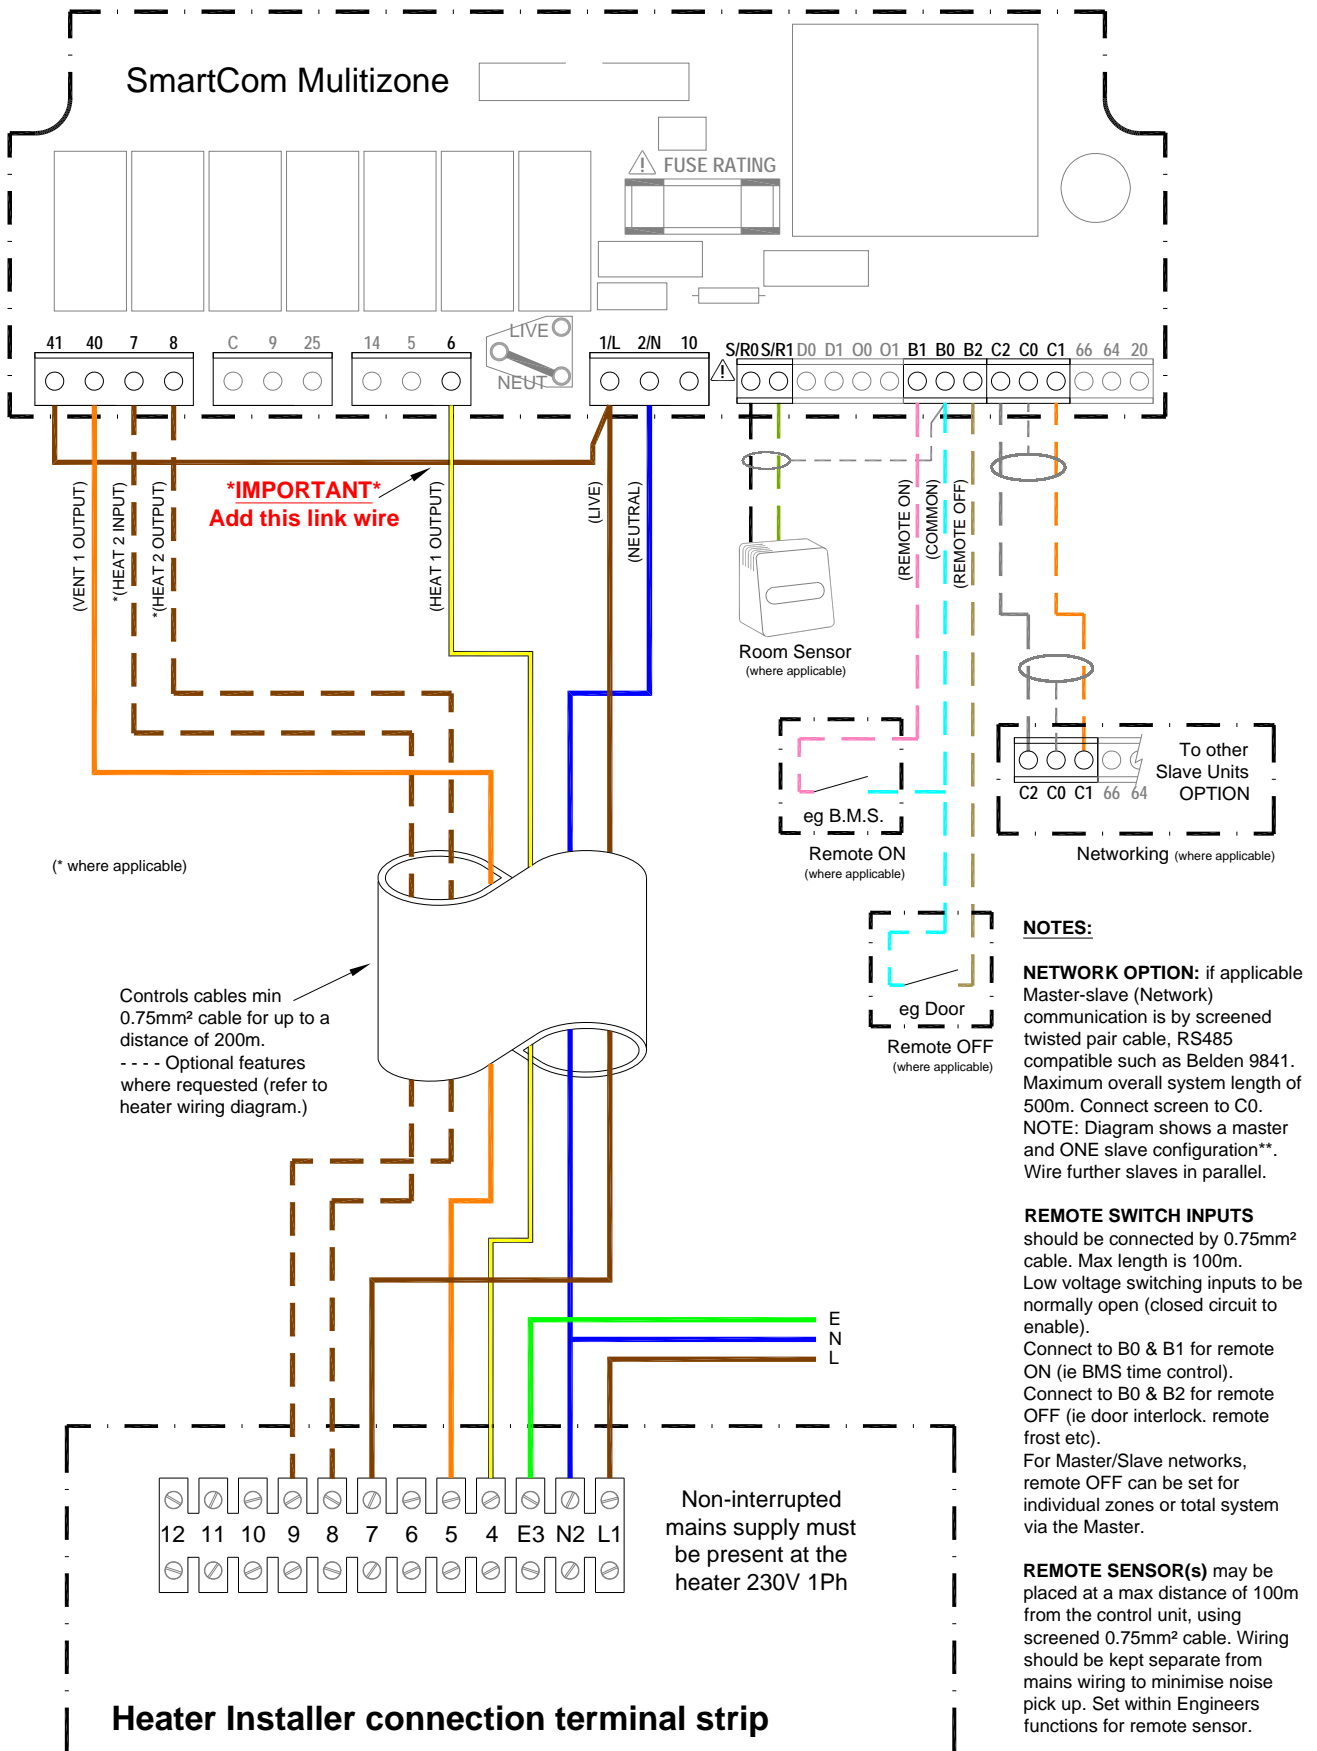 SmartCom Mulitizone
FUSE RATING
LIVE
NEUT
41 40 7 8 C 9 25 14 5 6 1/L 2/N 10 S/R0 S/R1 D0 D1 O0 O1 B1 B0 B2 C2 C0 C1 66 64 20
*IMPORTANT*
Add this link wire
(VENT 1 OUTPUT)
*(HEAT 2 INPUT)
*(HEAT 2 OUTPUT)
(HEAT 1 OUTPUT)
(LIVE)
(NEUTRAL)
(REMOTE ON)
(COMMON)
(REMOTE OFF)
Room Sensor
(where applicable)
eg B.M.S.
Remote ON
(where applicable)
To other
Slave Units
OPTION
C2 C0 C1 66 64
Networking (where applicable)
(* where applicable)
eg Door
Remote OFF
(where applicable)
Controls cables min
0.75mm² cable for up to a
distance of 200m.
- - - - Optional features
where requested (refer to
heater wiring diagram.)
NOTES:
NETWORK OPTION: if applicable
Master-slave (Network)
communication is by screened
twisted pair cable, RS485
compatible such as Belden 9841.
Maximum overall system length of
500m. Connect screen to C0.
NOTE: Diagram shows a master
and ONE slave configuration**.
Wire further slaves in parallel.
REMOTE SWITCH INPUTS
should be connected by 0.75mm²
cable. Max length is 100m.
Low voltage switching inputs to be
normally open (closed circuit to
enable).
Connect to B0 & B1 for remote
ON (ie BMS time control).
Connect to B0 & B2 for remote
OFF (ie door interlock. remote
frost etc).
For Master/Slave networks,
remote OFF can be set for
individual zones or total system
via the Master.
REMOTE SENSOR(s) may be
placed at a max distance of 100m
from the control unit, using
screened 0.75mm² cable. Wiring
should be kept separate from
mains wiring to minimise noise
pick up. Set within Engineers
functions for remote sensor.
E
N
L
12 11 10 9 8 7 6 5 4 E3 N2 L1
Non-interrupted
mains supply must
be present at the
heater 230V 1Ph
Heater Installer connection terminal strip